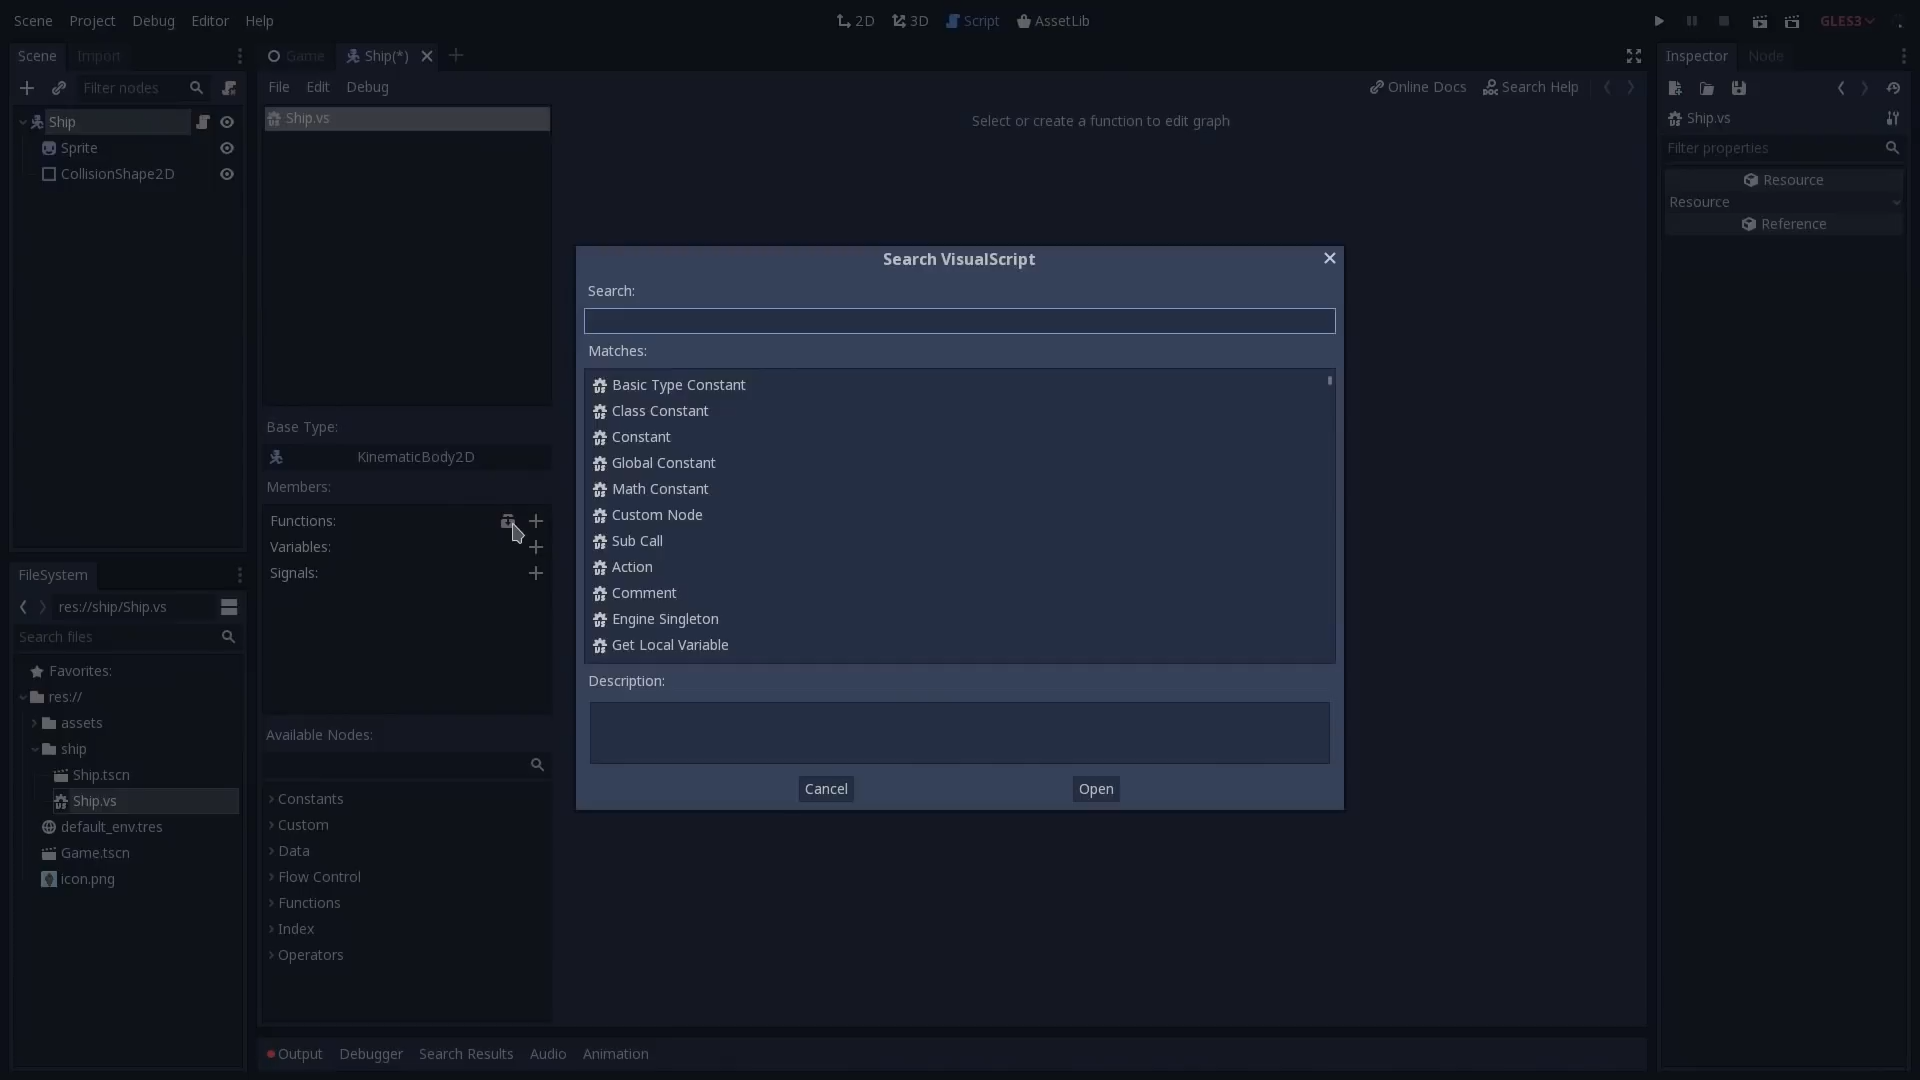 Scene Project Debug Editor Help
2D 3D Script AssetLib
GLES3
Scene Import
Filter nodes
Ship
Sprite
CollisionShape2D
FileSystem
res://ship/Ship.vs
Search files
Favorites:
res://
assets
ship
Ship.tscn
Ship.vs
default_env.tres
Game.tscn
icon.png
Game Ship(*)
File Edit Debug
Online Docs Search Help
Ship.vs
Select or create a function to edit graph
Base Type:
KinematicBody2D
Members:
Functions:
Variables:
Signals:
Available Nodes:
Constants
Custom
Data
Flow Control
Functions
Index
Operators
Search VisualScript
Search:
Matches:
Basic Type Constant
Class Constant
Constant
Global Constant
Math Constant
Custom Node
Sub Call
Action
Comment
Engine Singleton
Get Local Variable
Description:
Cancel Open
Output Debugger Search Results Audio Animation
Inspector Node
Ship.vs
Filter properties
Resource
Resource
Reference